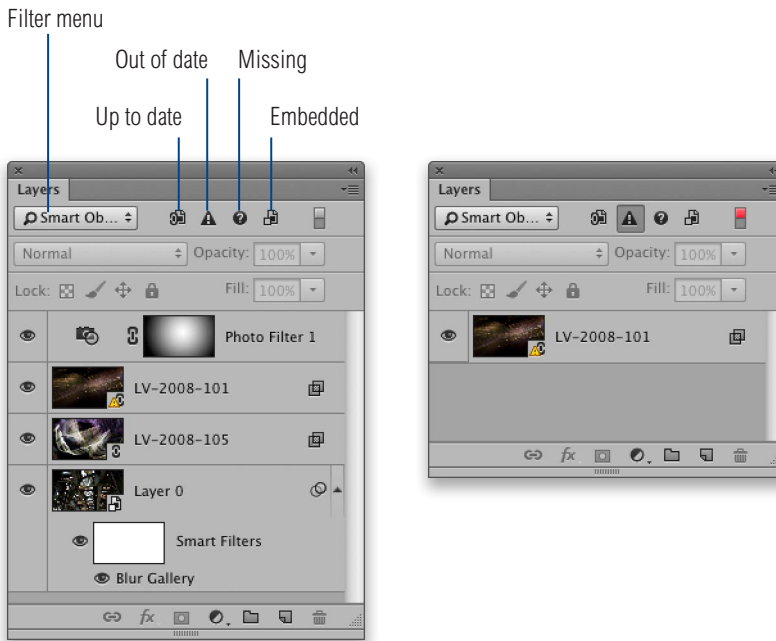 Filter menu
Out of date
Missing
Up to date
Embedded
Layers
Smart Ob...
Normal
Opacity: 100%
Lock:
Fill: 100%
Photo Filter 1
LV-2008-101
LV-2008-105
Layer 0
Smart Filters
Blur Gallery
fx
Layers
Smart Ob...
Normal
Opacity: 100%
Lock:
Fill: 100%
LV-2008-101
fx